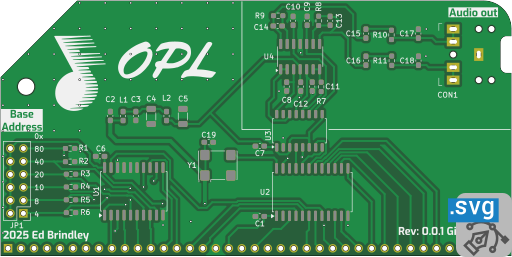 Audio out
R9
C10
C9
R8
C13
C14
C15
R10
C17
OPL
U4
C16
R11
C18
C11
C8
R7
C12
CON1
C2
L1
C3
C4
L2
C5
Base
Address
0x
80
R1
40
R2
20
R3
10
R4
8
R5
4
R6
JP1
C6
U1
C19
Y1
C7
U3
U2
C1
2025 Ed Brindley
Rev: 0.0.1 Gi
.svg